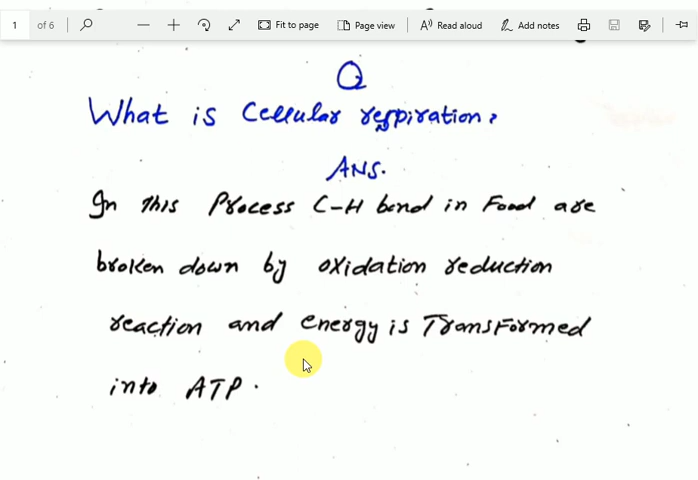 1 of 6 Fit to page Page view Read aloud Add notes
Q
What is Cellular respiration?
ANS.
In this Process C-H bond in Food are
broken down by oxidation reduction
reaction and energy is Transformed
into ATP.